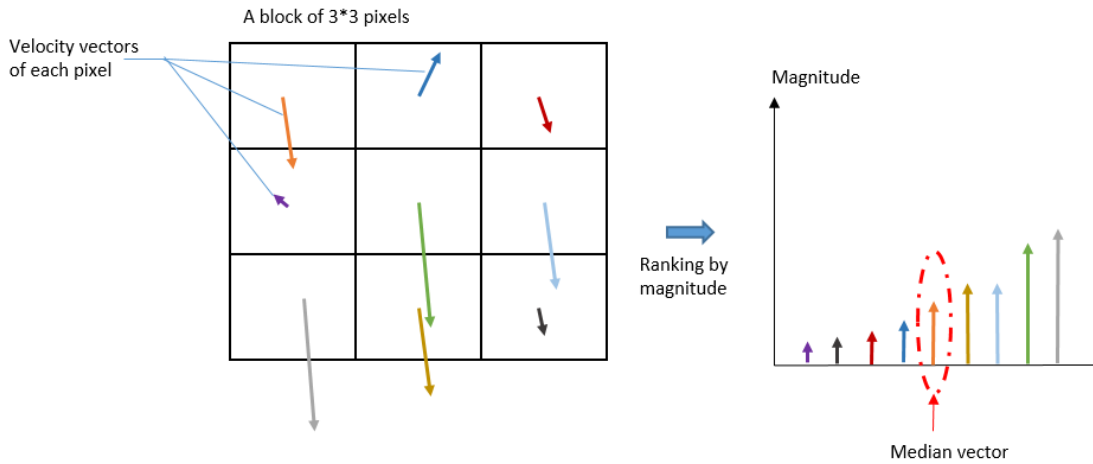 A block of 3*3 pixels
Velocity vectors
of each pixel
Magnitude
Ranking by
magnitude
Median vector